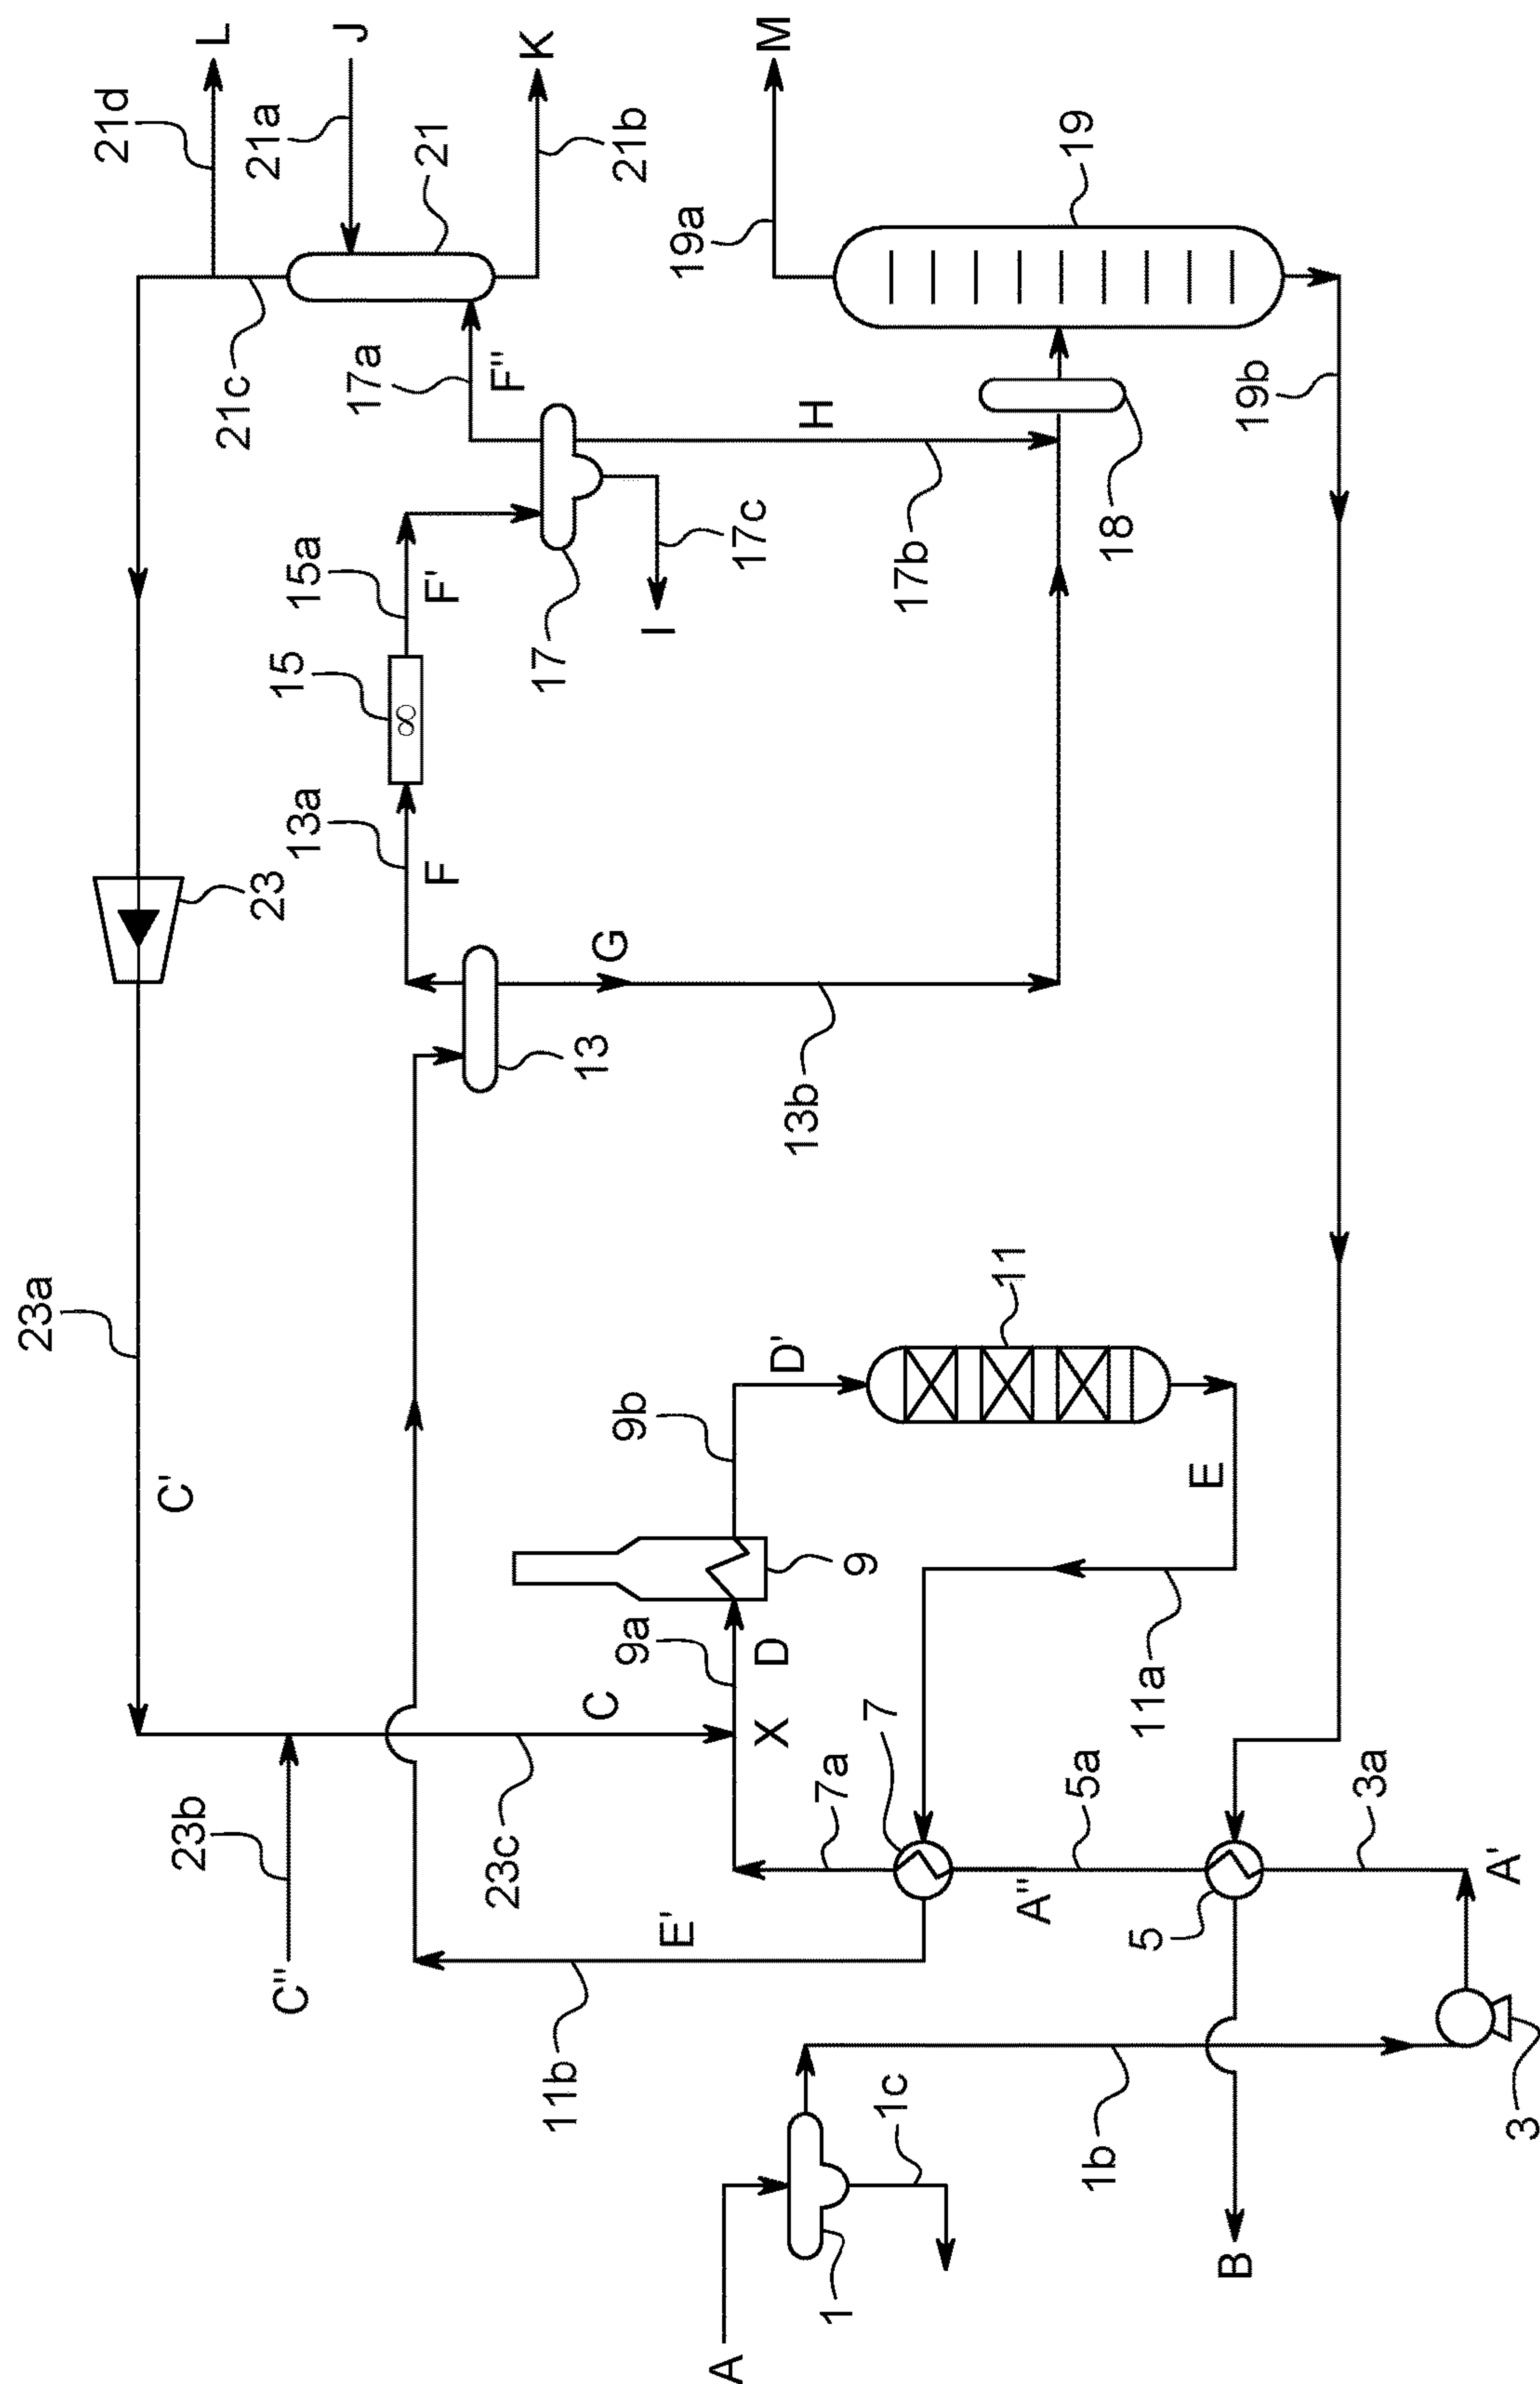 23a
21d
23b
C'
L
21c
21a
23
C"
15
13a
15a
J
17a
21
F
F'
23c
F"
K
17
11b
13
C
G
9b
21b
9a
I
E'
19a
A
17c
X
D
M
D'
13b
H
1
7a
9
7
1c
17b
11
A"
19
5a
1b
18
5
11a
E
B
19b
3a
A'
3